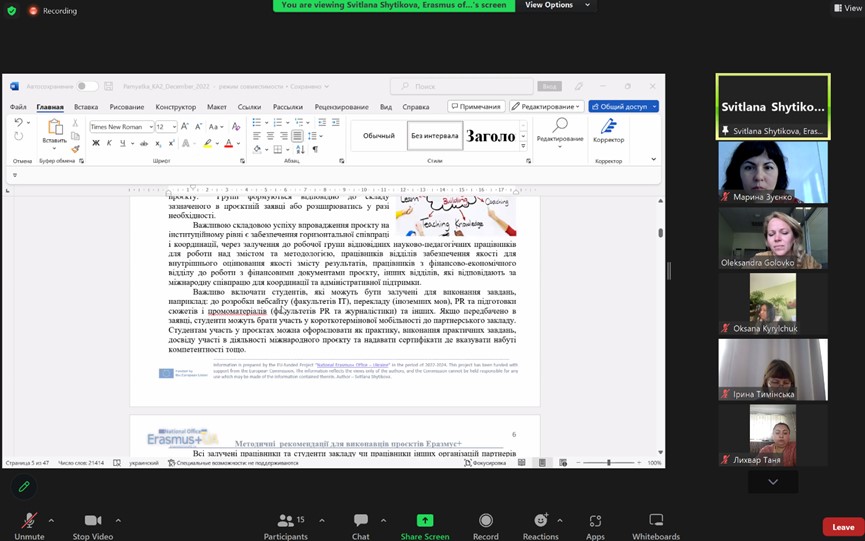 You are viewing Svitlana Shytikova, Erasmus of...'s screen
View Options
Recording
View
Автосохранение
Pamyatka_KA2_December_2022 - режим совместимости • Сохранено
Поиск
Вход
Файл Главная Вставка Рисование Конструктор Макет Ссылки Рассылки Рецензирование Вид Справка
Примечания Редактирование Общий доступ
Times New Roman 12
Вставить
Обычный Без интервала Заголо
Редактирование
Корректор
Отмена Буфер обмена Шрифт Абзац Стили Корректор
проєкту. Групи формуються відповідно до складу
зазначеного в проєктній заявці або розширюватись у разі
необхідності.
Learn Building Coaching
Teaching Knowledge
Важливою складовою успіху впровадження проєкту на
інституційному рівні є забезпечення горизонтальної співпраці
і координації, через залучення до робочої групи відповідних науково-педагогічних працівників
для роботи над змістом та методологією, працівників відділів забезпечення якості для
внутрішнього оцінювання якості змісту результатів, працівників з фінансово-економічного
відділу до роботи з фінансовими документами проєкту, інших відділів, які відповідають за
міжнародну співпрацю для координації та адміністративної підтримки.
Важливо включати студентів, які можуть бути залучені для виконання завдань,
наприклад: до розробки вебсайту (факультетів ІТ), перекладу (іноземних мов), PR та підготовки
сюжетів і промоматеріалів (факультетів PR та журналістики) та інших. Якщо передбачено в
заявці, студенти можуть брати участь у короткотермінової мобільності до партнерського закладу.
Студентам участь у проєктах можна оформлювати як практику, виконання практичних завдань,
досвіду участі в діяльності міжнародного проєкту та надавати сертифікати де вказувати набуті
компетентності тощо.
Information is prepared by the EU-funded Project "National Erasmus+ Office – Ukraine" in the period of 2022-2024. This project has been funded with
support from the European Commission, the information reflects the views only of the authors, and the Commission cannot be held responsible for any
use which may be made of the information contained therein. Author – Svitlana Shytikova.
6
National Office
Erasmus+UA
Методичні рекомендації для виконавців проєктів Еразмус+
Всі залучені працівники та студенти закладу чи працівники інших організацій партнерів
Страница 5 из 47 Число слов: 21414 украинский Специальные возможности: не поддерживаются Фокусировка 100%
Svitlana Shytiko...
Svitlana Shytikova, Eras...
Марина Зуєнко
Oleksandra Golovko
Oksana Kyrylchuk
Ірина Тимінська
Лихвар Таня
Unmute Stop Video Participants 15 Chat Share Screen Record Reactions Apps Whiteboards Leave